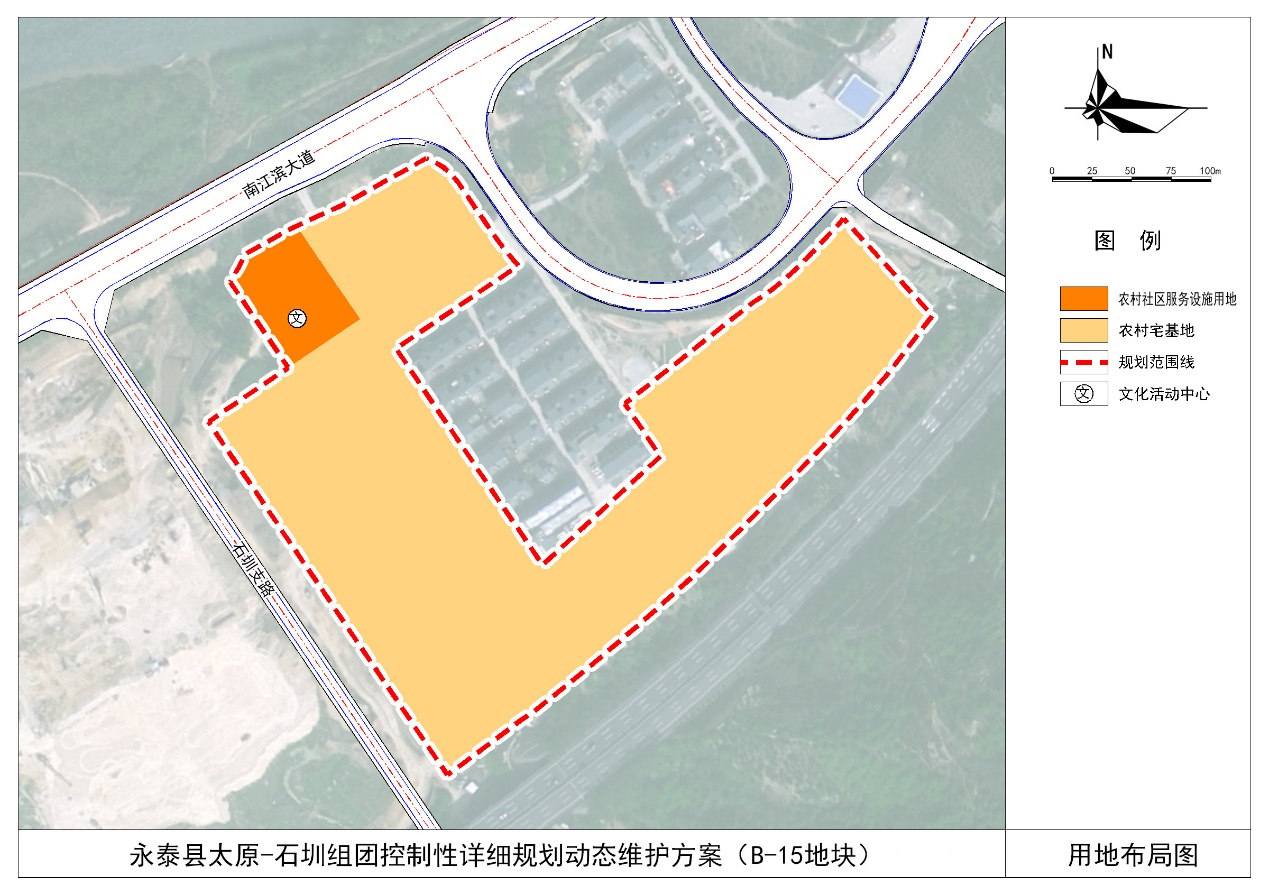 南江滨大道
石圳支路
N
0 25 50 75 100m
图 例
农村社区服务设施用地
农村宅基地
规划范围线
文化活动中心
文
文
永泰县太原-石圳组团控制性详细规划动态维护方案（B-15地块）
用地布局图